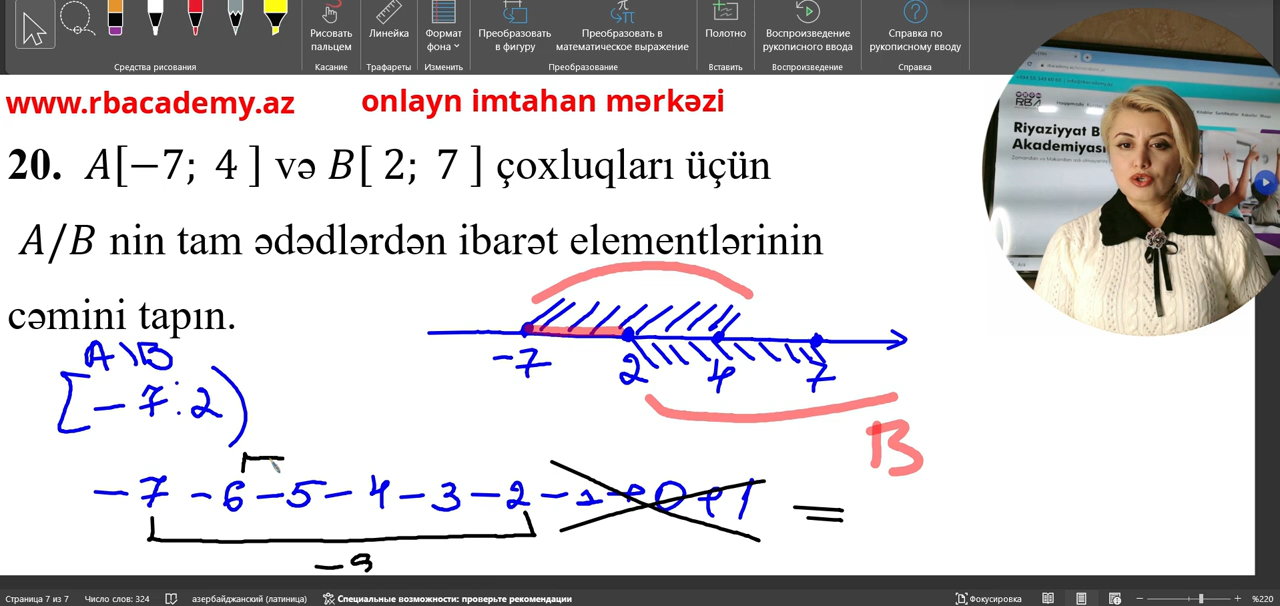 Рисовать пальцем
Линейка
Формат фона
Преобразовать в фигуру
Преобразовать в математическое выражение
Полотно
Воспроизведение рукописного ввода
Справка по рукописному вводу
Средства рисования
Касание
Трафареты
Изменить
Преобразование
Вставить
Воспроизведение
Справка
www.rbacademy.az onlayn imtahan mərkəzi
RBA
Riyaziyyat B
Akademiyas
20. A[−7; 4 ] və B[ 2; 7 ] çoxluqları üçün
A/B nin tam ədədlərdən ibarət elementlərinin
cəmini tapın.
-7 2 4 7
A\B
[-7;2)
B
-7-6-5-4-3-2-1+0+1 =
-9
Страница 7 из 7 Число слов: 324 азербайджанский (латиница) Специальные возможности: проверьте рекомендации Фокусировка %220